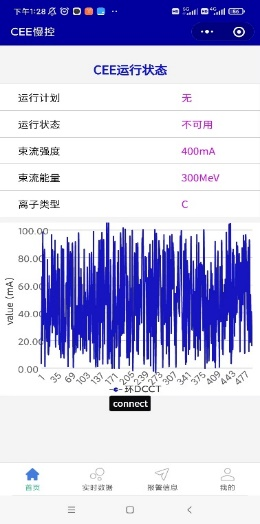 下午1:28
CEE慢控
CEE运行状态
运行计划 无
运行状态 不可用
束流强度 400mA
束流能量 300MeV
离子类型 C
100.00
80.00
60.00
40.00
20.00
0.00
value (mA)
1 35 69 103 137 171 205 239 273 307 341 375 409 443 477
环DCCT
connect
首页 实时数据 报警信息 我的